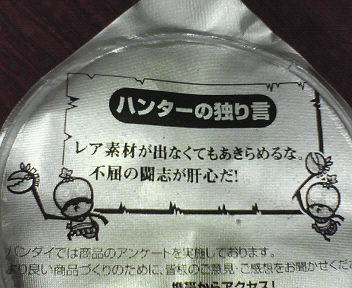 ハンターの独り言
レア素材が出なくてもあきらめるな。
不屈の闘志が肝心だ!
バンダイでは商品のアンケートを実施しております。
より良い商品づくりのために、皆様のご意見・ご感想をお聞かせくださ
携帯からアクセス!